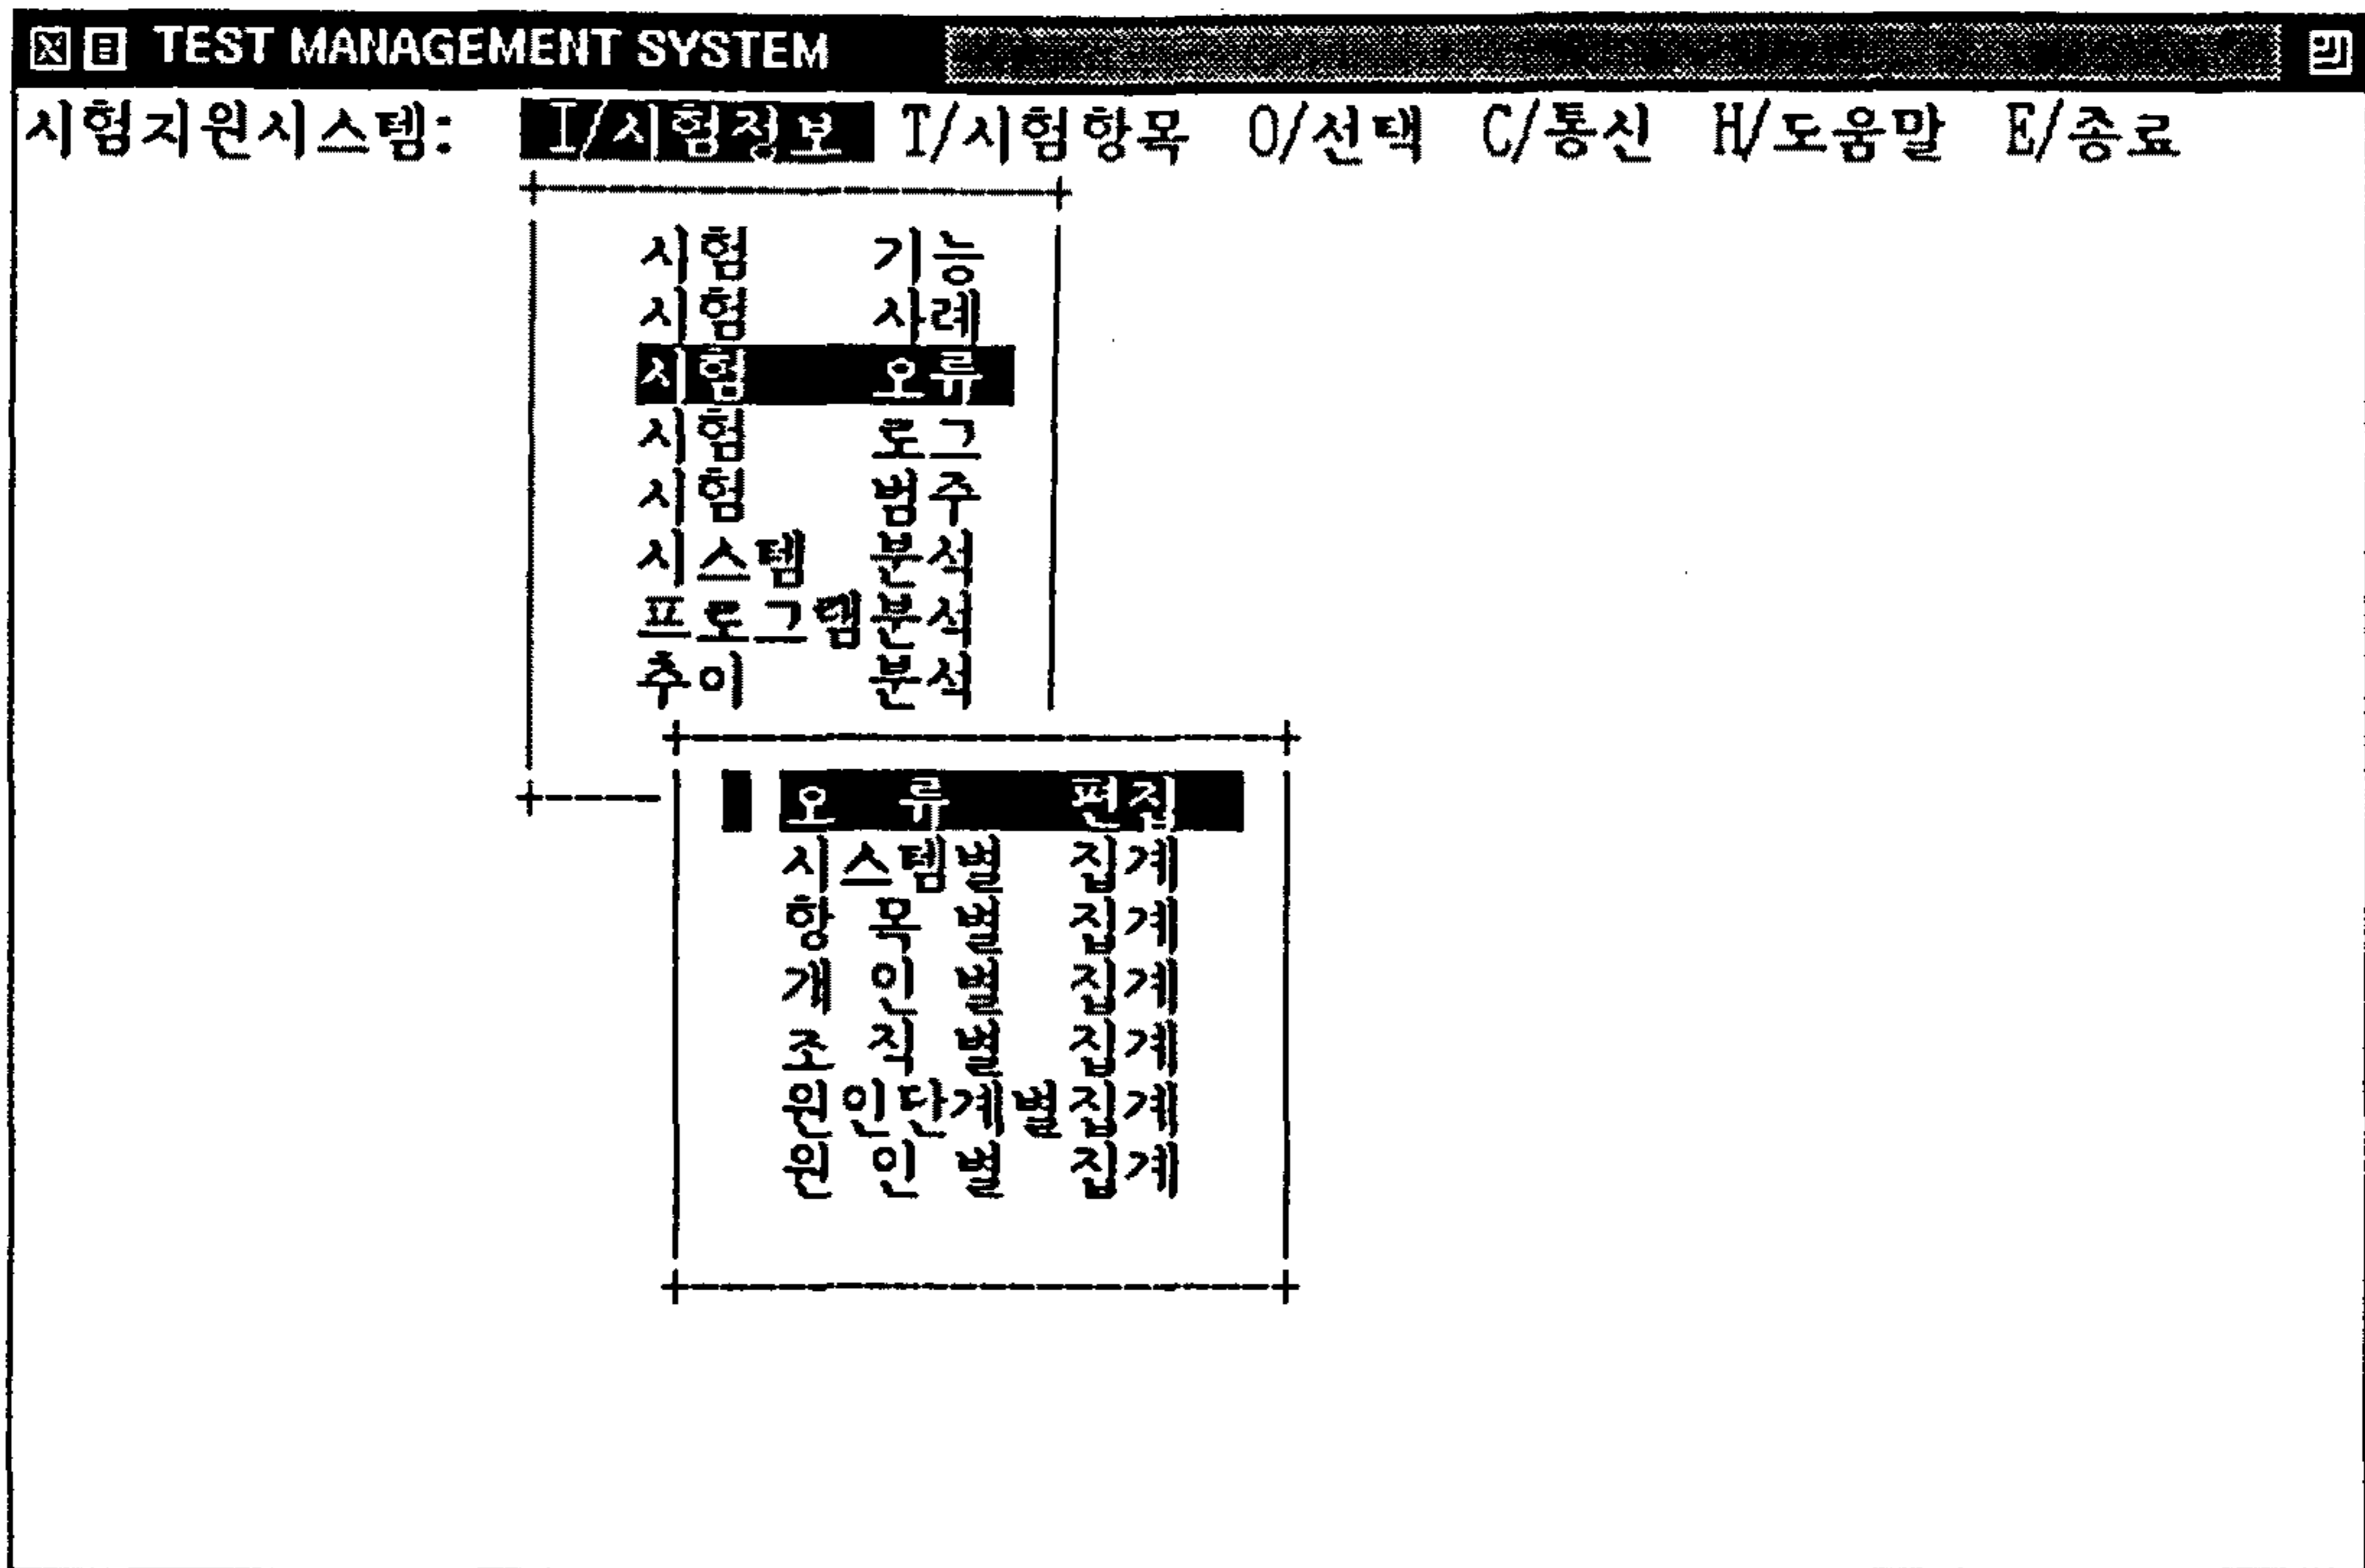 TEST MANAGEMENT SYSTEM
시험지원시스템: I/시험정보 T/시험항목 O/선택 C/통신 H/도움말 E/종료
시험 기능
시험 사례
시험 오류
시험 로그
시험 범주
시스템 분석
프로그램분석
추이 분석
오 류 편집
시스템별 집계
항 목 별 집계
개 인 별 집계
조 직 별 집계
원인단계별집계
원 인 별 집계